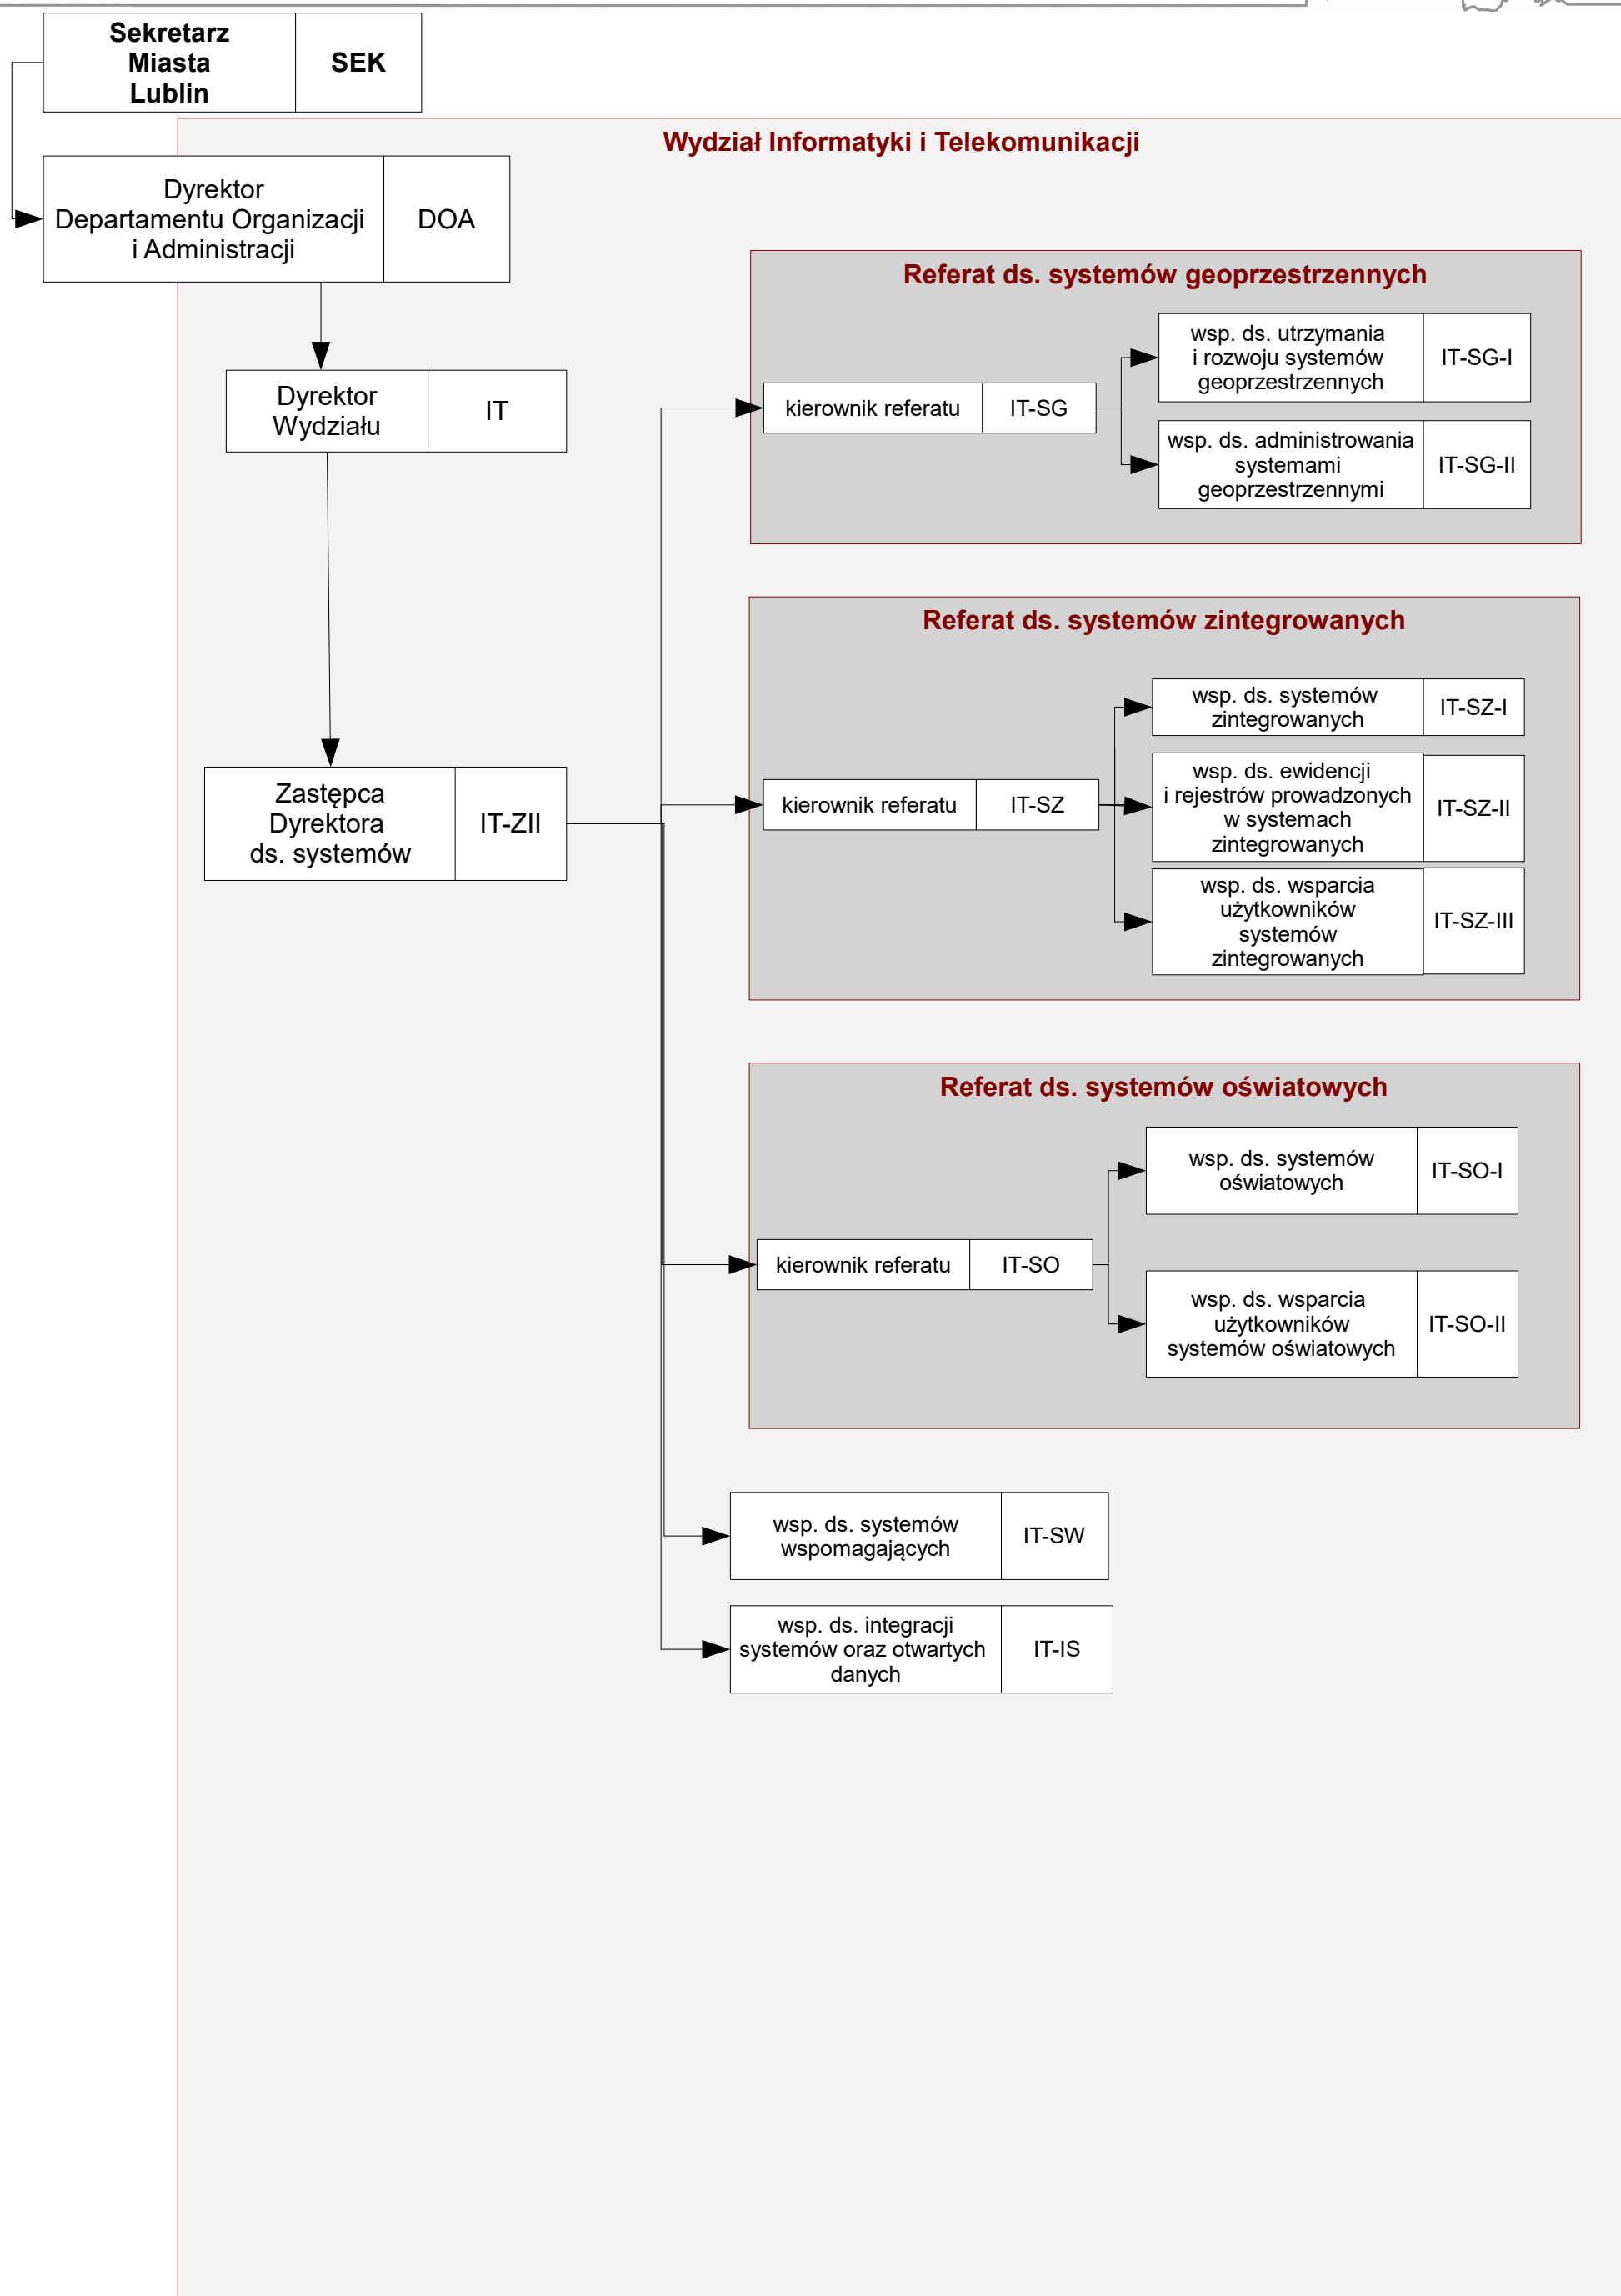 Sekretarz
Miasta
Lublin
SEK
Wydział Informatyki i Telekomunikacji
Dyrektor
Departamentu Organizacji
i Administracji
DOA
Referat ds. systemów geoprzestrzennych
wsp. ds. utrzymania
i rozwoju systemów
geoprzestrzennych
IT-SG-I
Dyrektor
Wydziału
IT
kierownik referatu
IT-SG
wsp. ds. administrowania
systemami
geoprzestrzennymi
IT-SG-II
Referat ds. systemów zintegrowanych
wsp. ds. systemów
zintegrowanych
IT-SZ-I
Zastępca
Dyrektora
ds. systemów
IT-ZII
kierownik referatu
IT-SZ
wsp. ds. ewidencji
i rejestrów prowadzonych
w systemach
zintegrowanych
IT-SZ-II
wsp. ds. wsparcia
użytkowników
systemów
zintegrowanych
IT-SZ-III
Referat ds. systemów oświatowych
wsp. ds. systemów
oświatowych
IT-SO-I
kierownik referatu
IT-SO
wsp. ds. wsparcia
użytkowników
systemów oświatowych
IT-SO-II
wsp. ds. systemów
wspomagających
IT-SW
wsp. ds. integracji
systemów oraz otwartych
danych
IT-IS